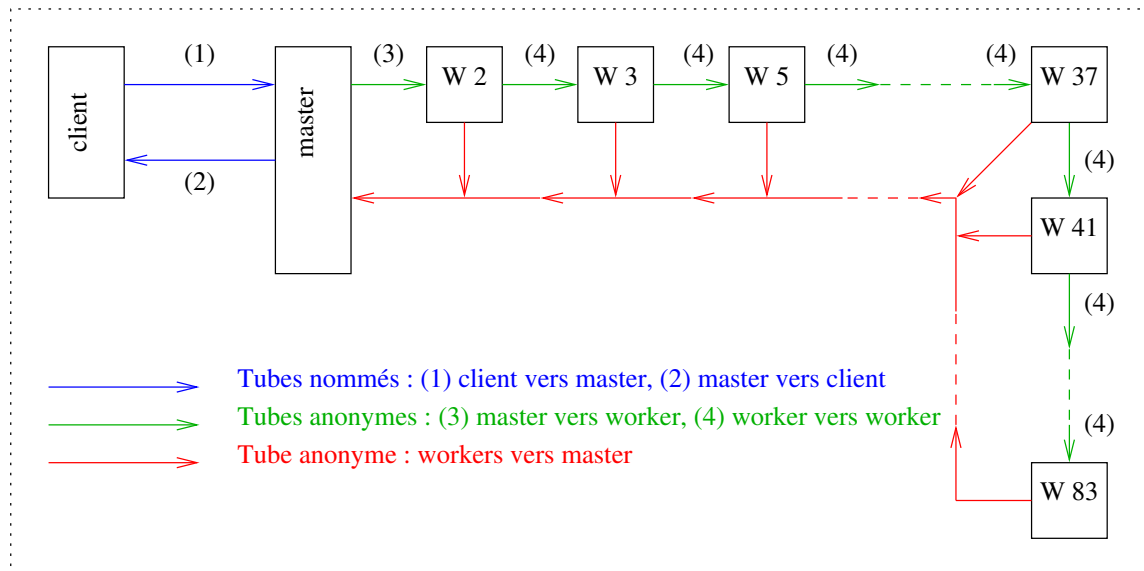 (1) (3) (4) (4) (4) (4)
client master W 2 W 3 W 5 W 37
(2) (4)
W 41
(4)
Tubes nommés : (1) client vers master, (2) master vers client
Tubes anonymes : (3) master vers worker, (4) worker vers worker
(4)
Tube anonyme : workers vers master
W 83